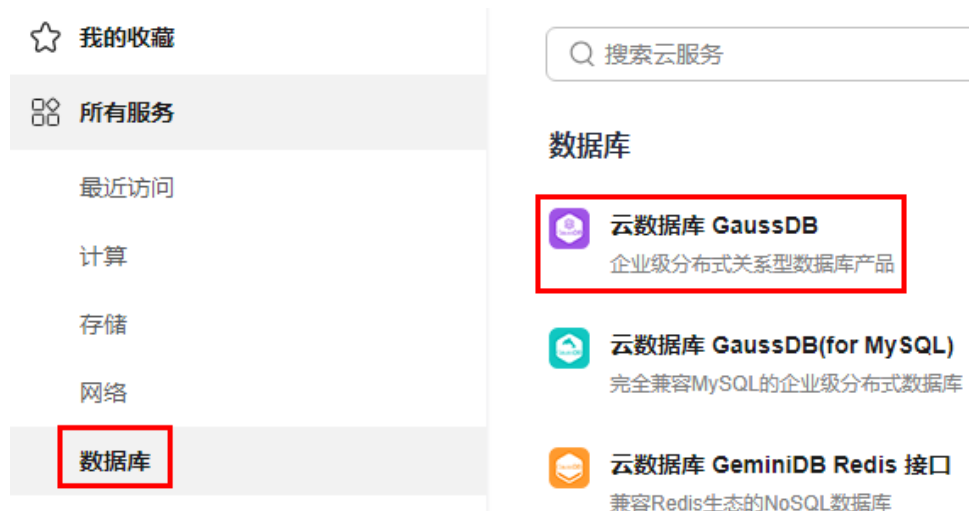 我的收藏
所有服务
最近访问
计算
存储
网络
数据库
搜索云服务
数据库
云数据库 GaussDB
企业级分布式关系型数据库产品
云数据库 GaussDB(for MySQL)
完全兼容MySQL的企业级分布式数据库
云数据库 GeminiDB Redis 接口
兼容Redis生态的NoSQL数据库